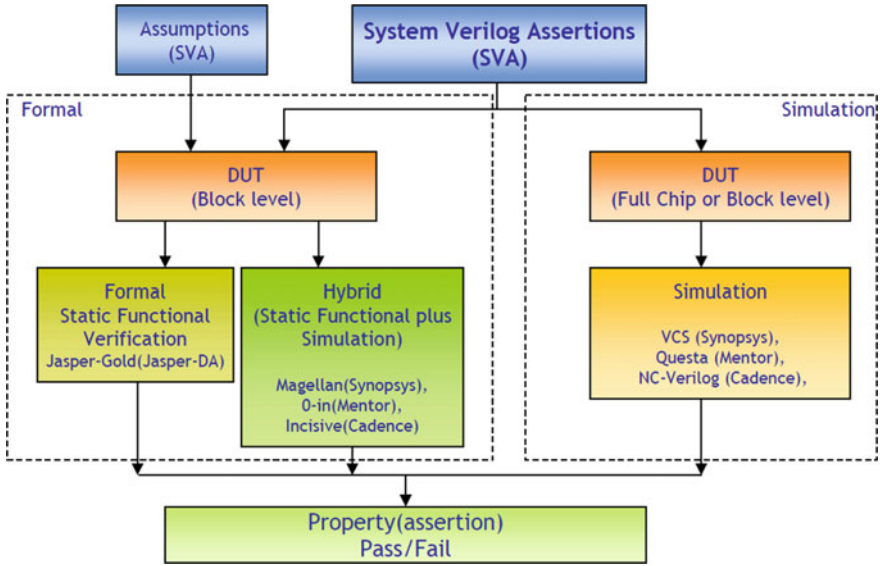 Assumptions
(SVA)
System Verilog Assertions
(SVA)
Formal
Simulation
DUT
(Block level)
DUT
(Full Chip or Block level)
Formal
Static Functional
Verification
Jasper-Gold(Jasper-DA)
Hybrid
(Static Functional plus
Simulation)
Magellan(Synopsys),
0-in(Mentor),
Incisive(Cadence)
Simulation
VCS (Synopsys),
Questa (Mentor),
NC-Verilog (Cadence),
Property(assertion)
Pass/Fail